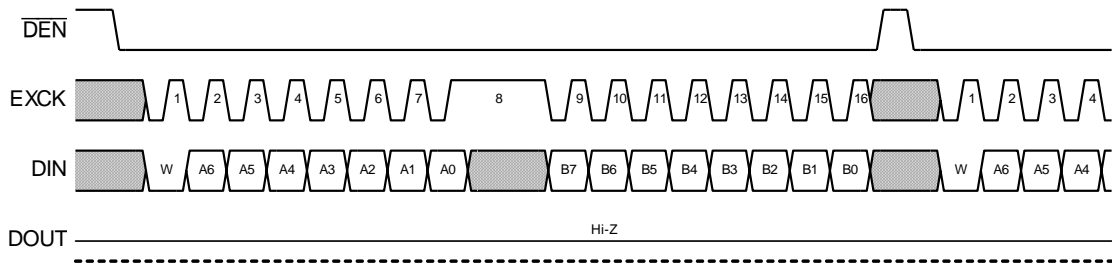 DEN
EXCK 1 2 3 4 5 6 7 8 9 10 11 12 13 14 15 16 1 2 3 4
DIN W A6 A5 A4 A3 A2 A1 A0 B7 B6 B5 B4 B3 B2 B1 B0 W A6 A5 A4
DOUT Hi-Z